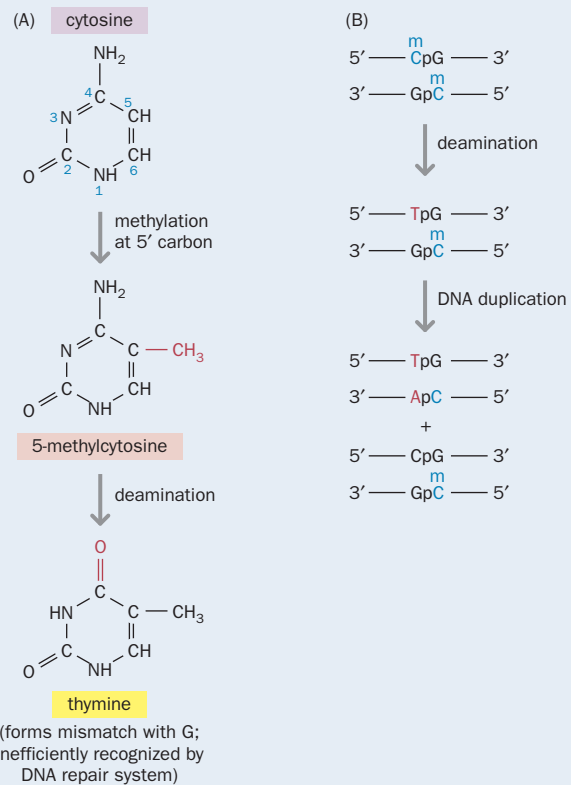 (A) cytosine
NH2
4
5
3 N
C
CH
C
CH
2
6
O
NH
1
methylation
at 5′ carbon
NH2
C
N
C — CH3
C
CH
O
NH
5-methylcytosine
deamination
O
C
HN
C — CH3
C
CH
O
NH
thymine
(forms mismatch with G;
nefficiently recognized by
DNA repair system)
(B)
m
5′ — CpG — 3′
m
3′ — GpC — 5′
deamination
5′ — TpG — 3′
m
3′ — GpC — 5′
DNA duplication
5′ — TpG — 3′
3′ — ApC — 5′
+
5′ — CpG — 3′
m
3′ — GpC — 5′